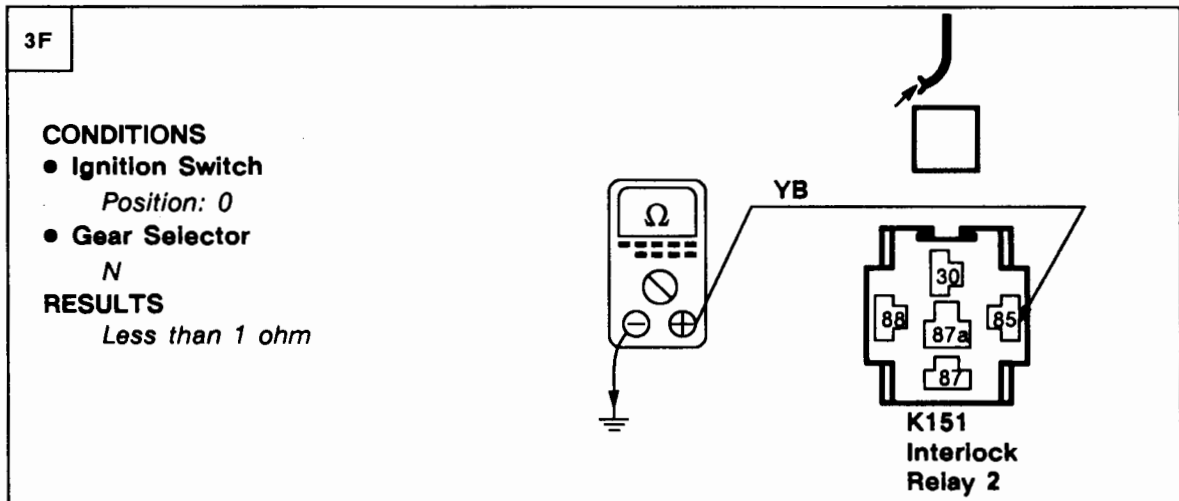 3F
CONDITIONS
● Ignition Switch
Position: 0
● Gear Selector
N
RESULTS
Less than 1 ohm
Ω
YB
30
88
87a
85
87
K151
Interlock
Relay 2